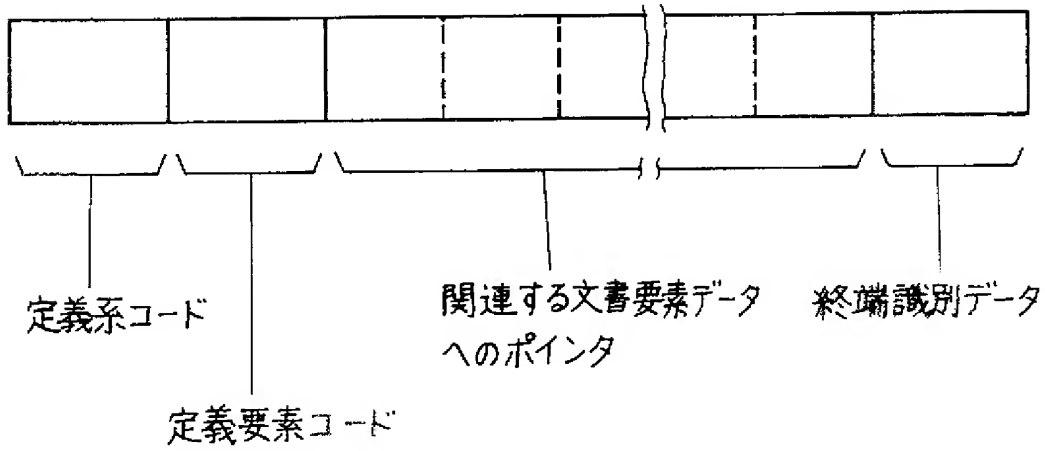 定義系コード
定義要素コード
関連する文書要素データ
へのポインタ
終端識別データ